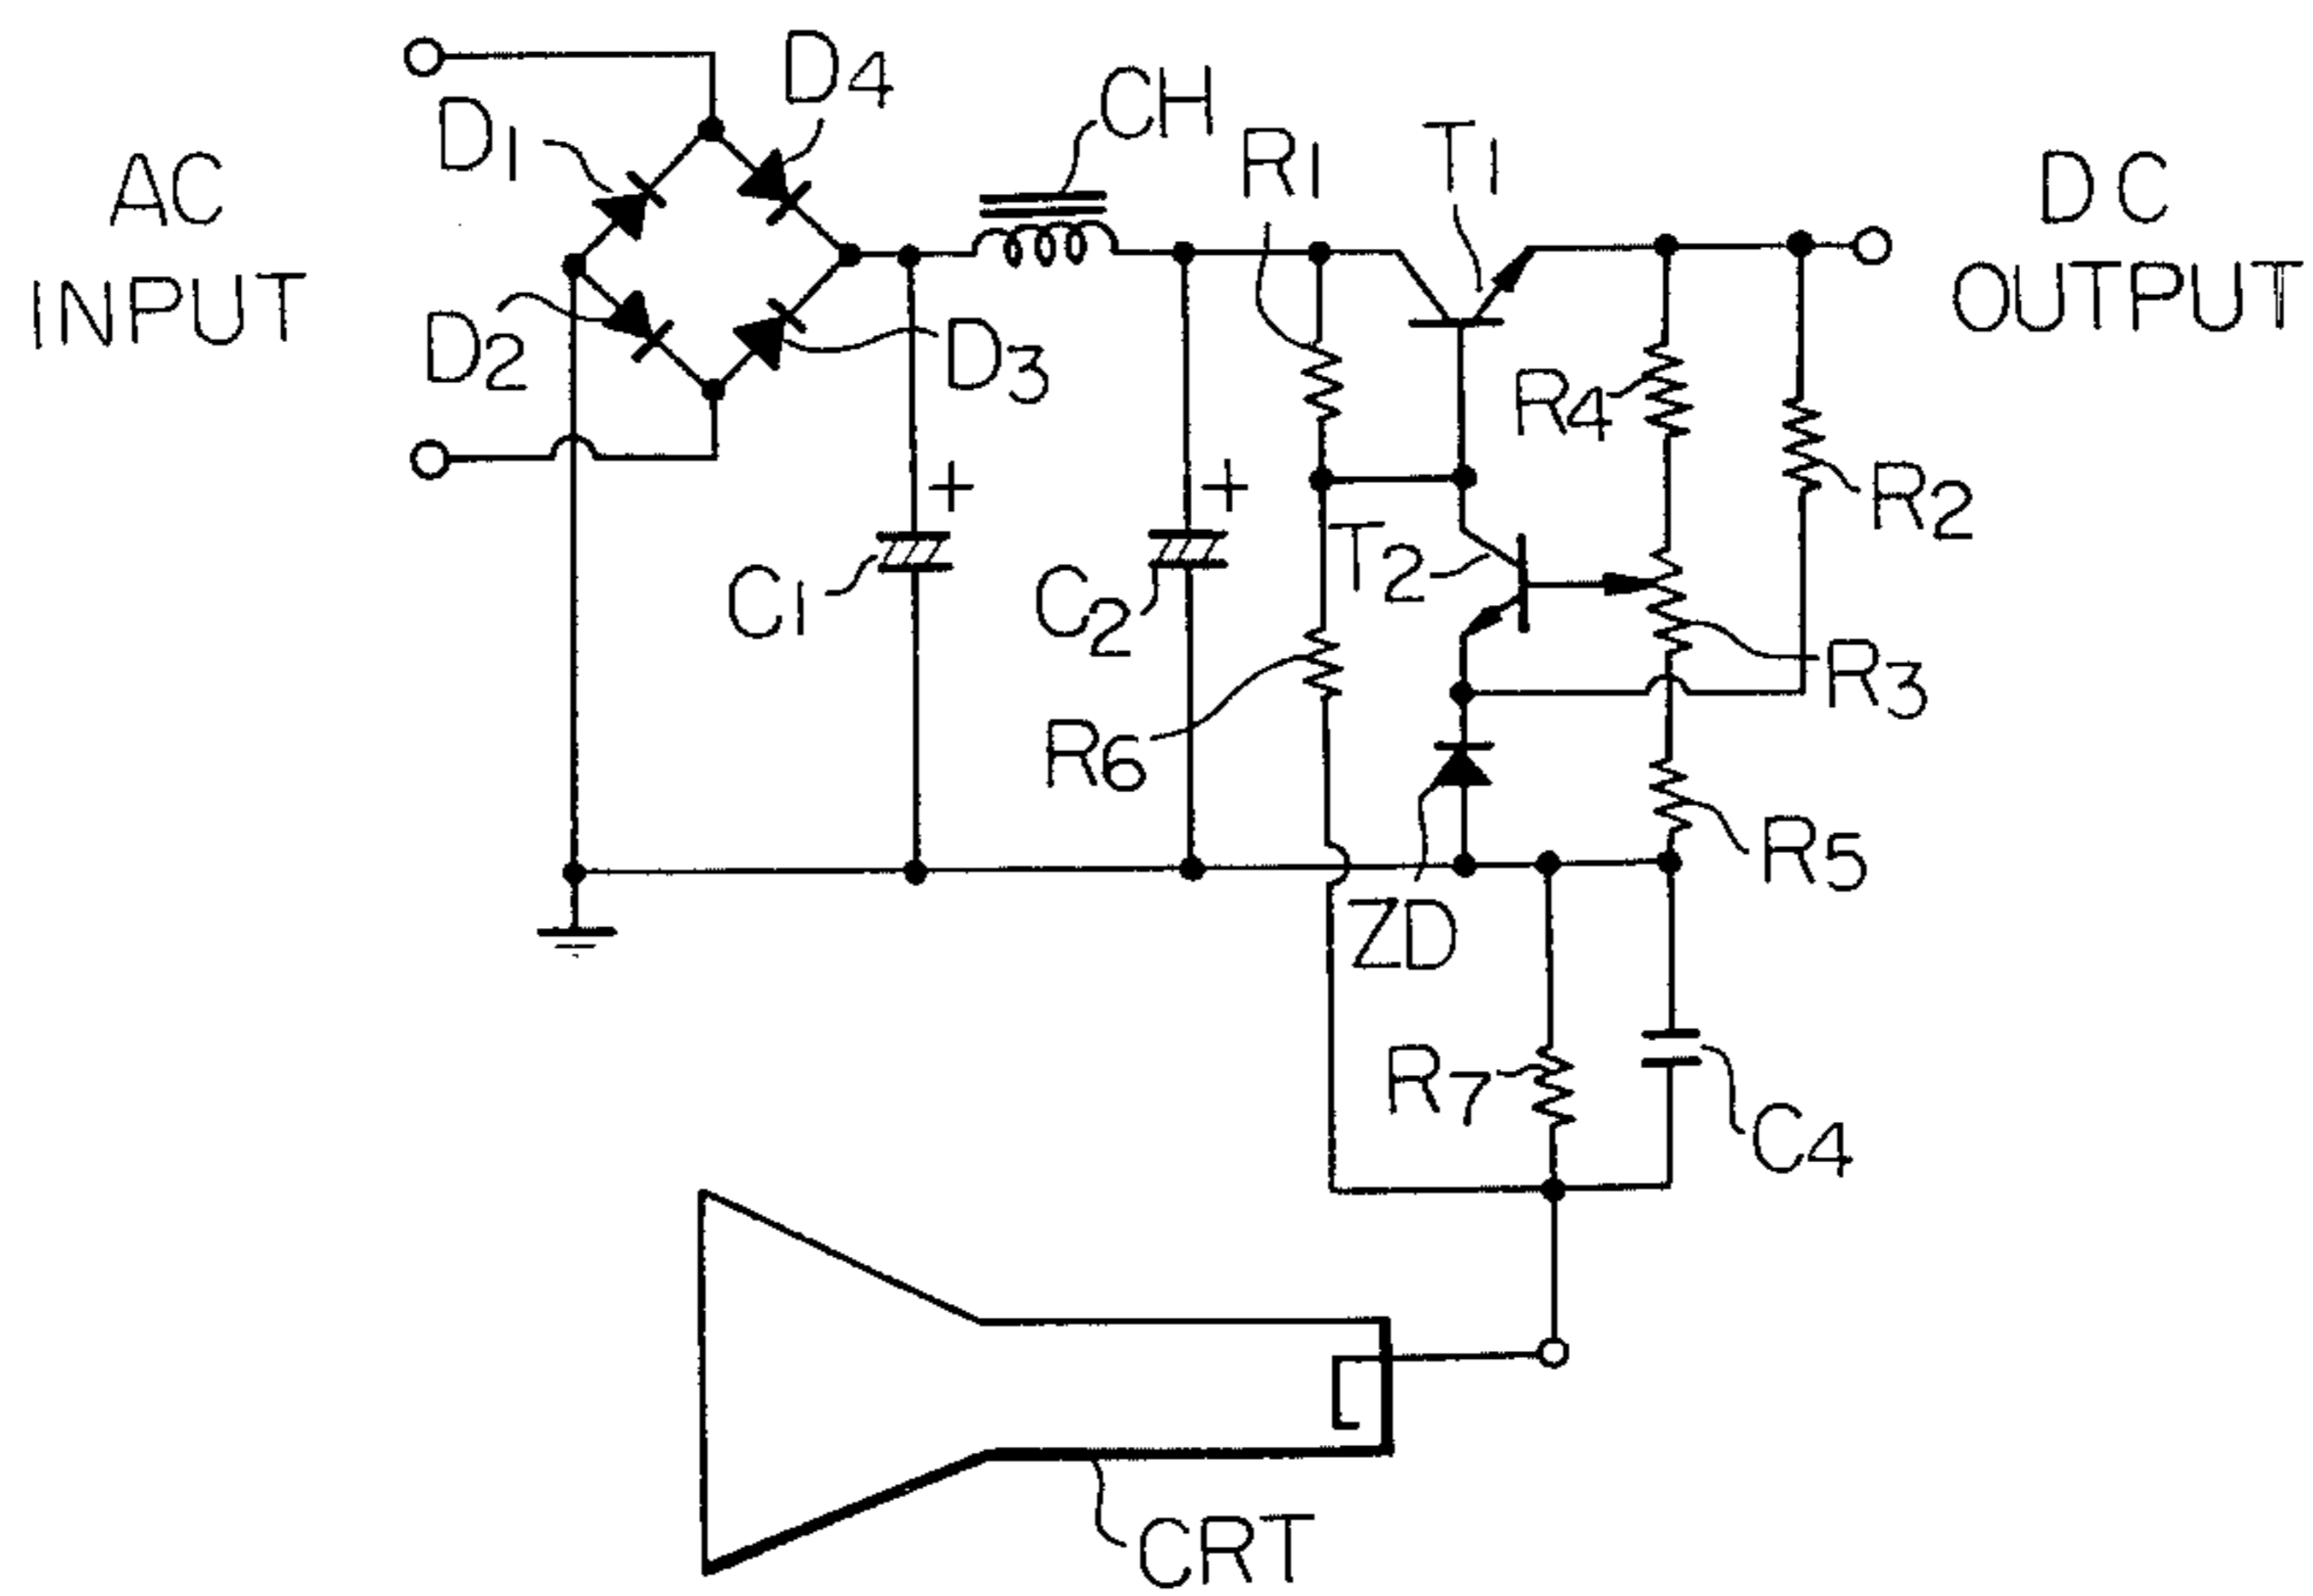 AC
INPUT
D1
D4
D2
D3
CH
R1
T1
DC
OUTPUT
R4
R2
C1
+
C2
+
T2
R3
R6
R5
ZD
R7
C4
CRT